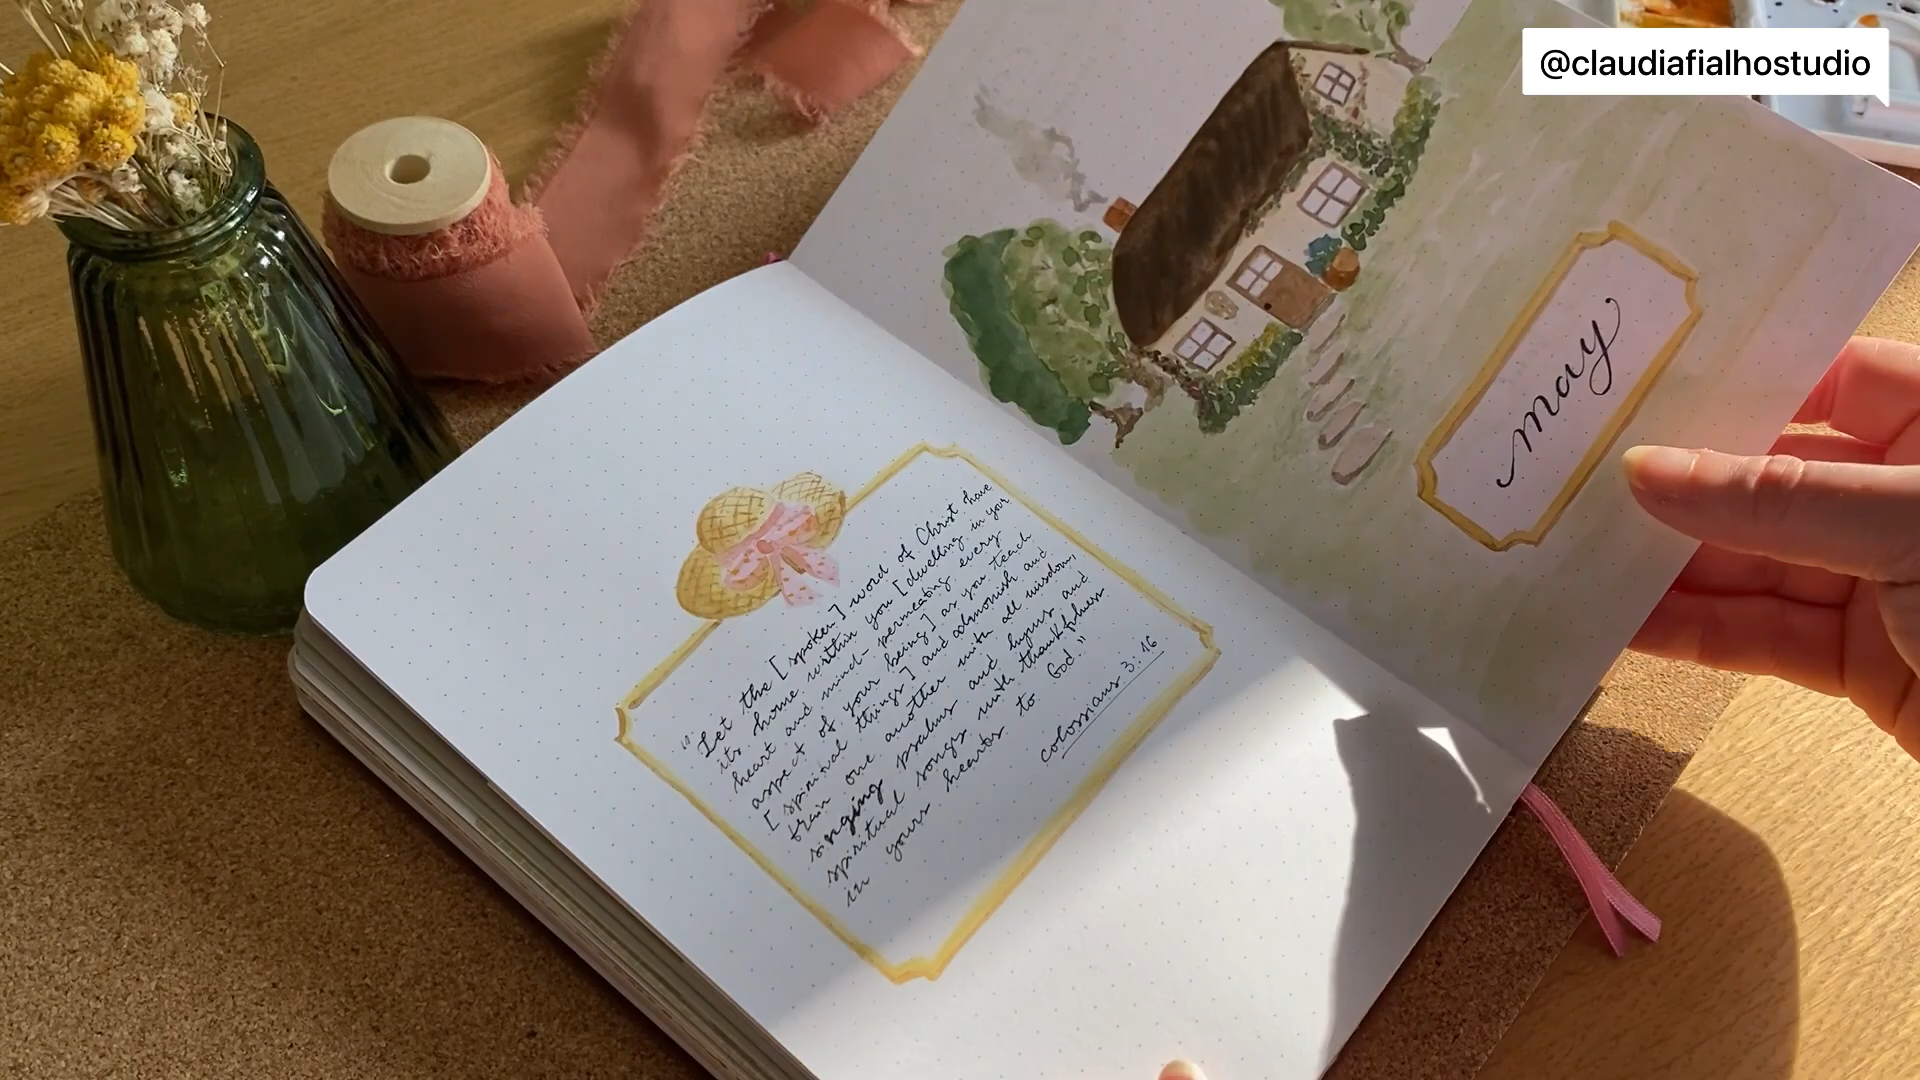 @claudiafialhostudio
may
"Let the [spoken] word of Christ have
its home within you [dwelling in your
heart and mind- permeating every
aspect of your being] as you teach
[spiritual things] and admonish and
train one another with all wisdom,
singing psalms and hymns and
spiritual songs with thankfulness
in yours hearts to God."
colossians 3:16